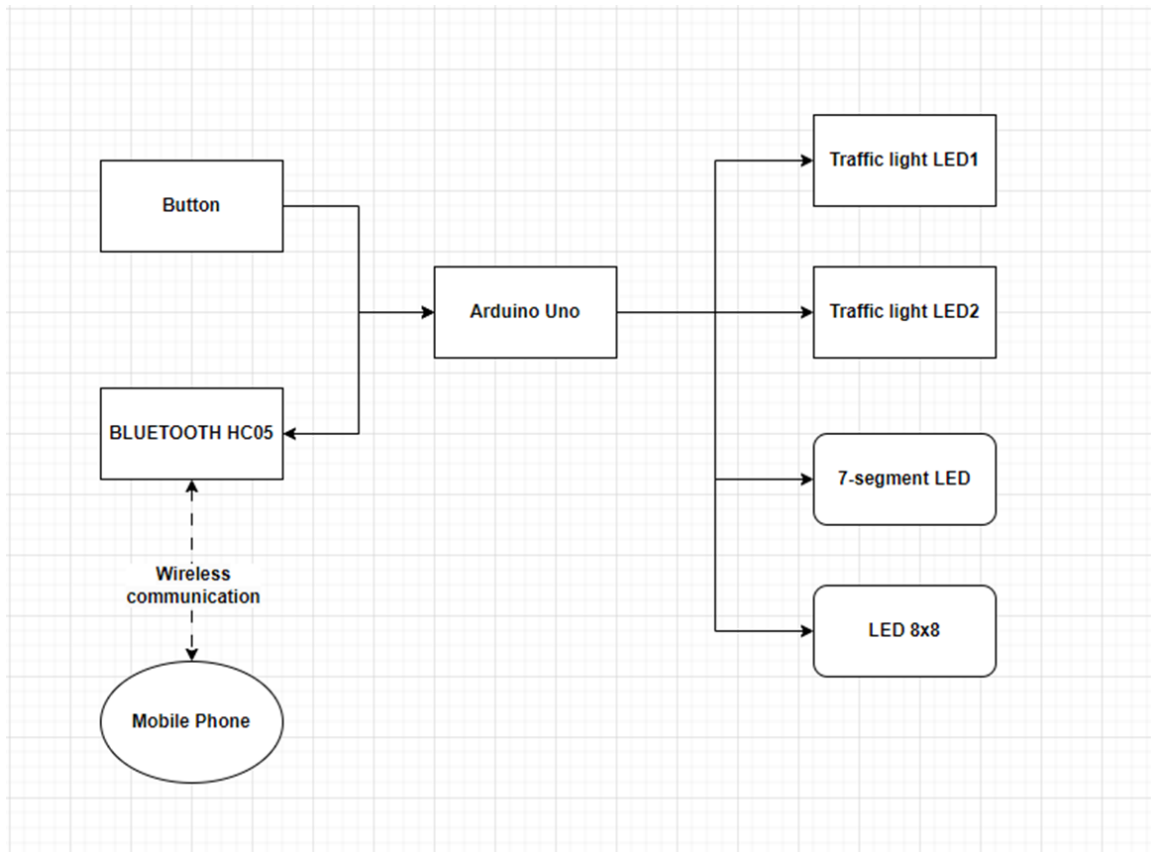 Traffic light LED1
Button
Arduino Uno
Traffic light LED2
BLUETOOTH HC05
7-segment LED
Wireless
communication
LED 8x8
Mobile Phone